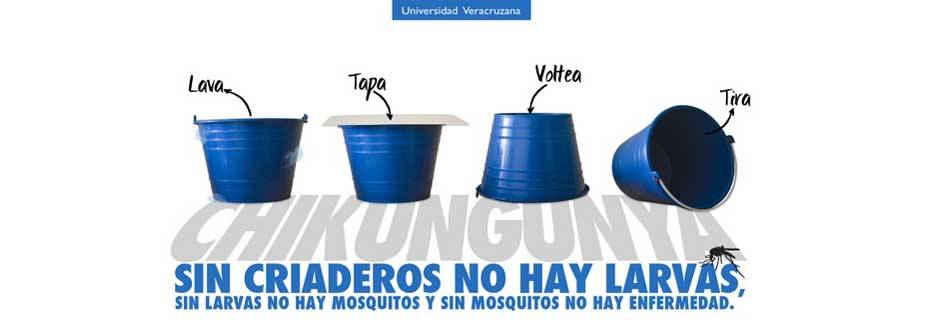 Universidad Veracruzana
Lava
Tapa
Voltea
Tira
CHIKUNGUNYA
SIN CRIADEROS NO HAY LARVAS,
SIN LARVAS NO HAY MOSQUITOS Y SIN MOSQUITOS NO HAY ENFERMEDAD.